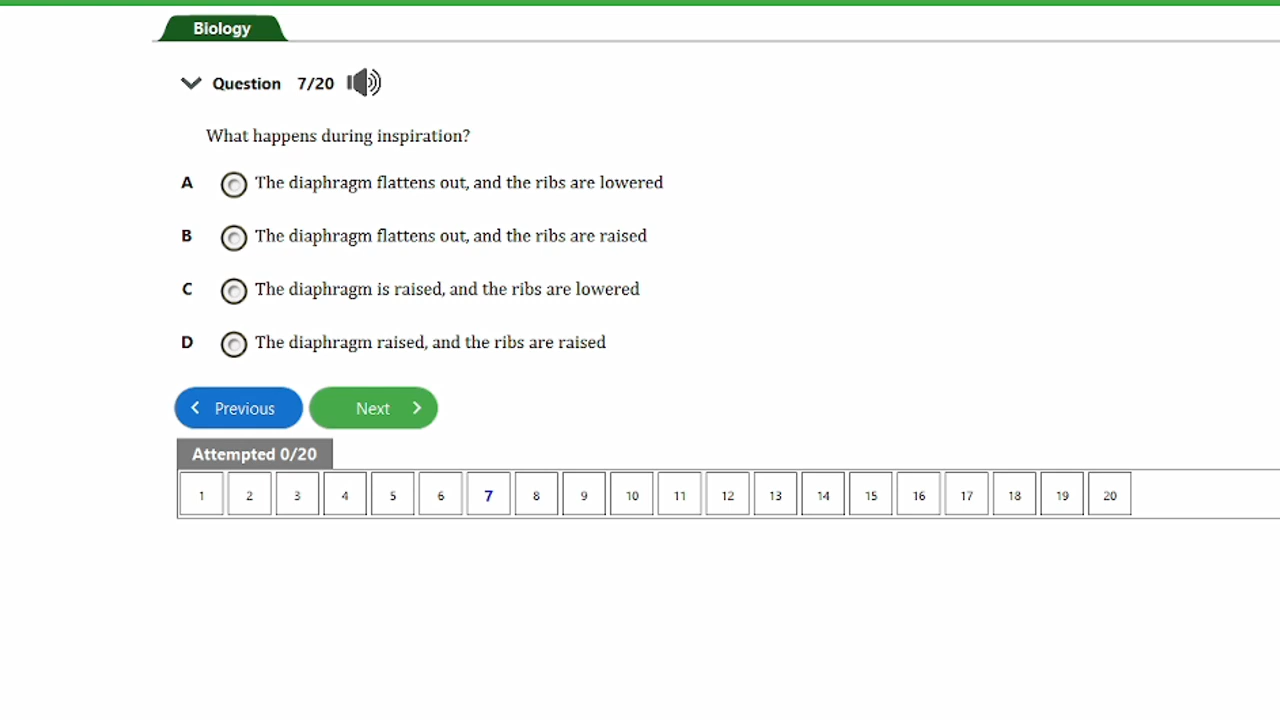 Biology
Question 7/20
What happens during inspiration?
A The diaphragm flattens out, and the ribs are lowered
B The diaphragm flattens out, and the ribs are raised
C The diaphragm is raised, and the ribs are lowered
D The diaphragm raised, and the ribs are raised
Previous Next
Attempted 0/20
1 2 3 4 5 6 7 8 9 10 11 12 13 14 15 16 17 18 19 20